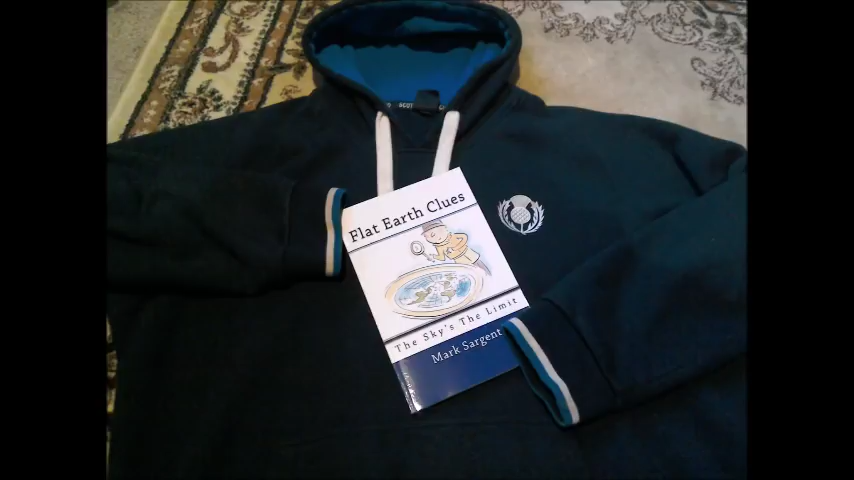 Flat Earth Clues
The Sky's The Limit
Mark Sargent